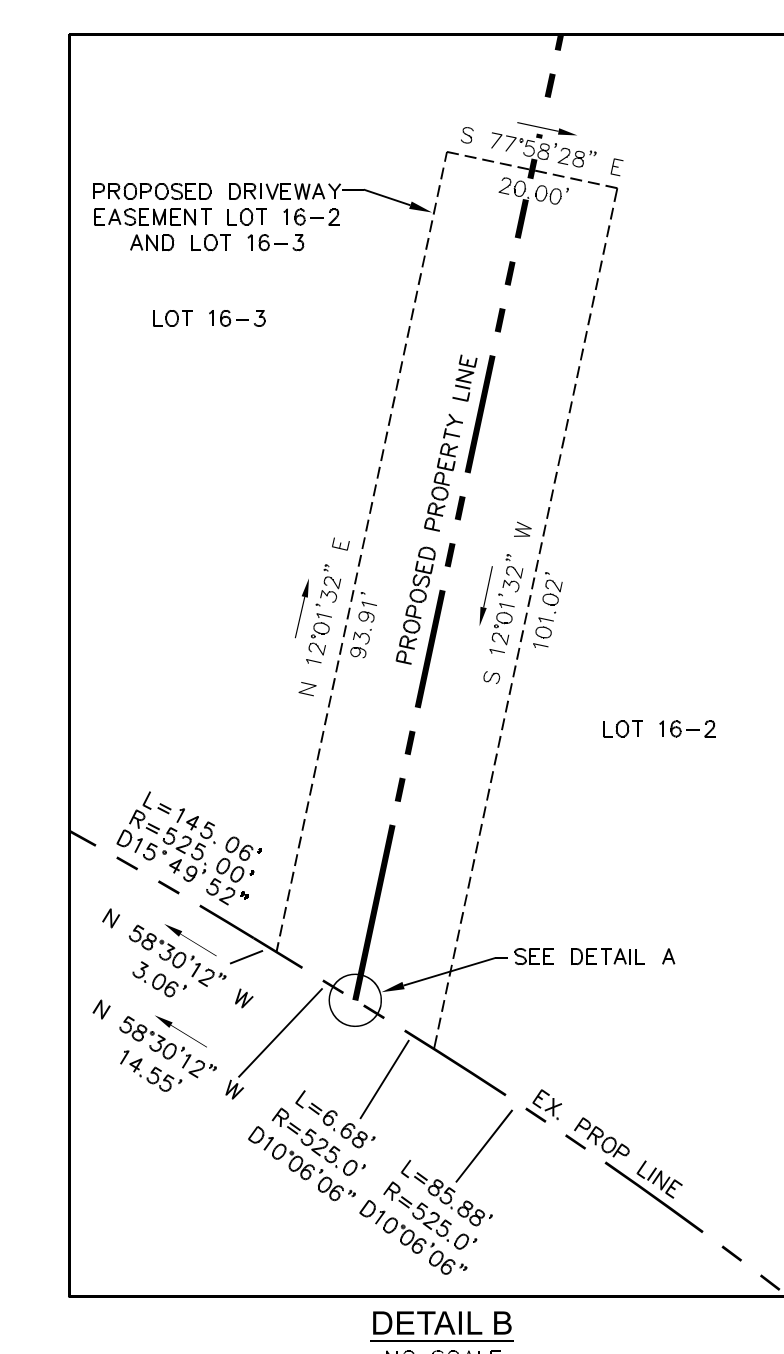 S 77°58'28" E
20.00'
PROPOSED DRIVEWAY
EASEMENT LOT 16-2
AND LOT 16-3
LOT 16-3
PROPOSED PROPERTY LINE
N 12°01'32" E
93.91'
S 12°01'32" W
101.02'
LOT 16-2
L=145.06'
R=525.00'
D15°49'52"
N 58°30'12" W
3.06'
SEE DETAIL A
N 58°30'12" W
14.55'
L=6.68'
R=525.0'
D10°06'06"
L=85.88'
R=525.0'
D10°06'06"
EX. PROP LINE
DETAIL B
NO SCALE